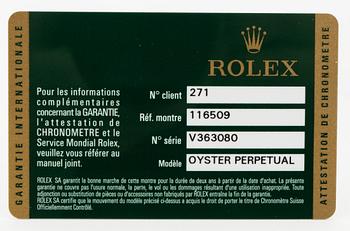 GARANTIE INTERNATIONALE
ROLEX
Pour les informations
complémentaires
concernant la GARANTIE,
l'attestation de
CHRONOMETRE et le
Service Mondial Rolex,
veuillez vous référer au
manuel joint.
N° client 271
Réf. montre 116509
N° série V363080
Modèle OYSTER PERPETUAL
ROLEX SA garantit la bonne marche de cette montre pour une durée de deux ans à partir de la date d'achat. La présente garantie
ne couvre pas l'usure normale, la perte, le vol, ou les dommages résultant d'une utilisation inappropriée. Toute
adjonction ou substitution de pièces ou d'accessoires non fabriqués par ROLEX entraîne la fin de la garantie.
ROLEX SA certifie que le mouvement du modèle précisé ci-dessus a acquis le droit de porter le titre de Chronomètre Suisse
Officiellement Contrôlé.
ATTESTATION DE CHRONOMETRE